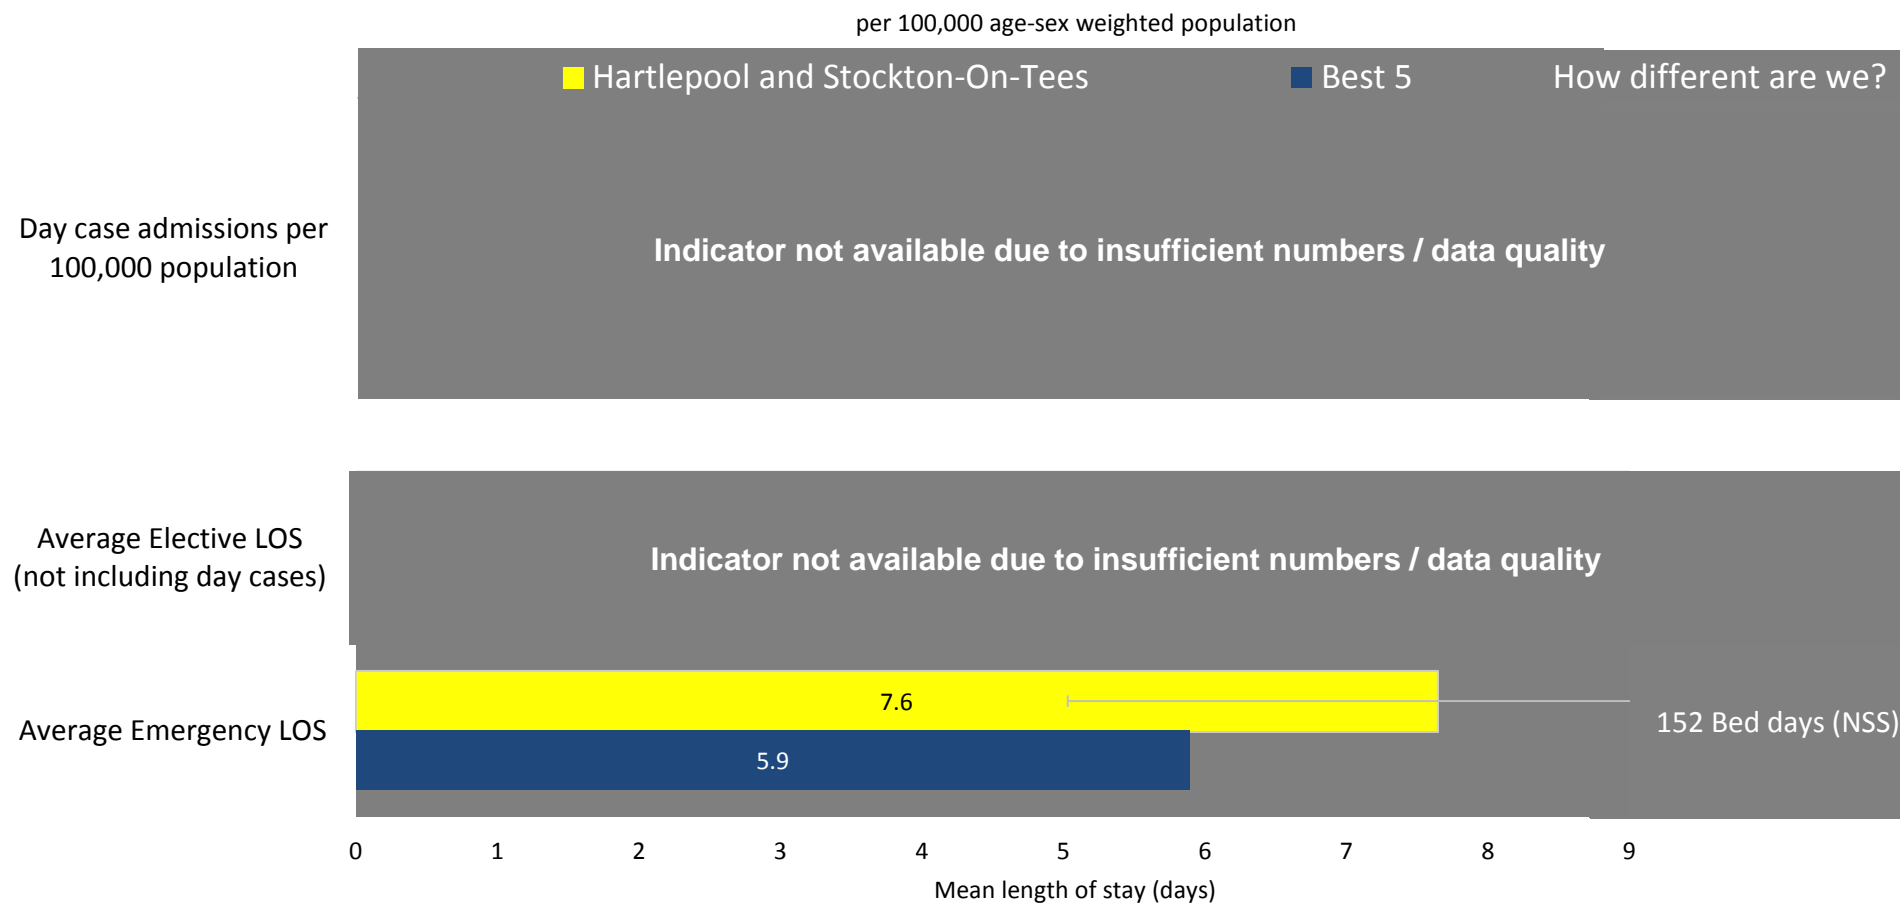 per 100,000 age-sex weighted population
Hartlepool and Stockton-On-Tees
Best 5
How different are we?
Day case admissions per
100,000 population
Indicator not available due to insufficient numbers / data quality
Average Elective LOS
(not including day cases)
Indicator not available due to insufficient numbers / data quality
Average Emergency LOS
7.6
5.9
152 Bed days (NSS)
0 1 2 3 4 5 6 7 8 9
Mean length of stay (days)